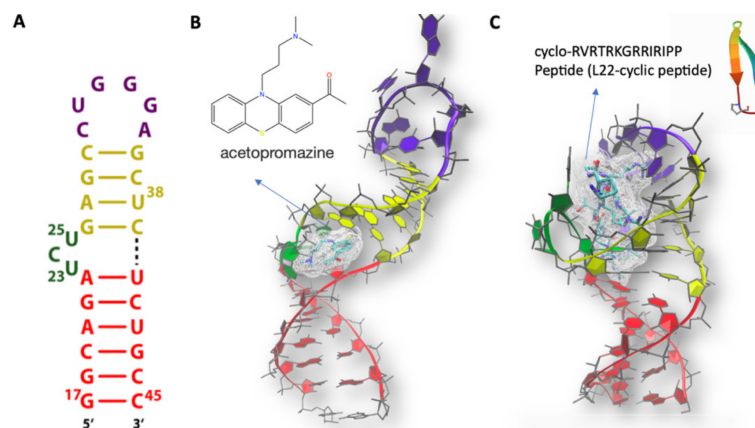 A
G G
U G
C A
C G
G C
A U 38
G C
25 U
C
23 U
A U
G C
A U
C G
G C
17 G C 45
5' 3'
B
N
N
O
S
acetopromazine
C
cyclo-RVRTRKGRRIRIPP
Peptide (L22-cyclic peptide)